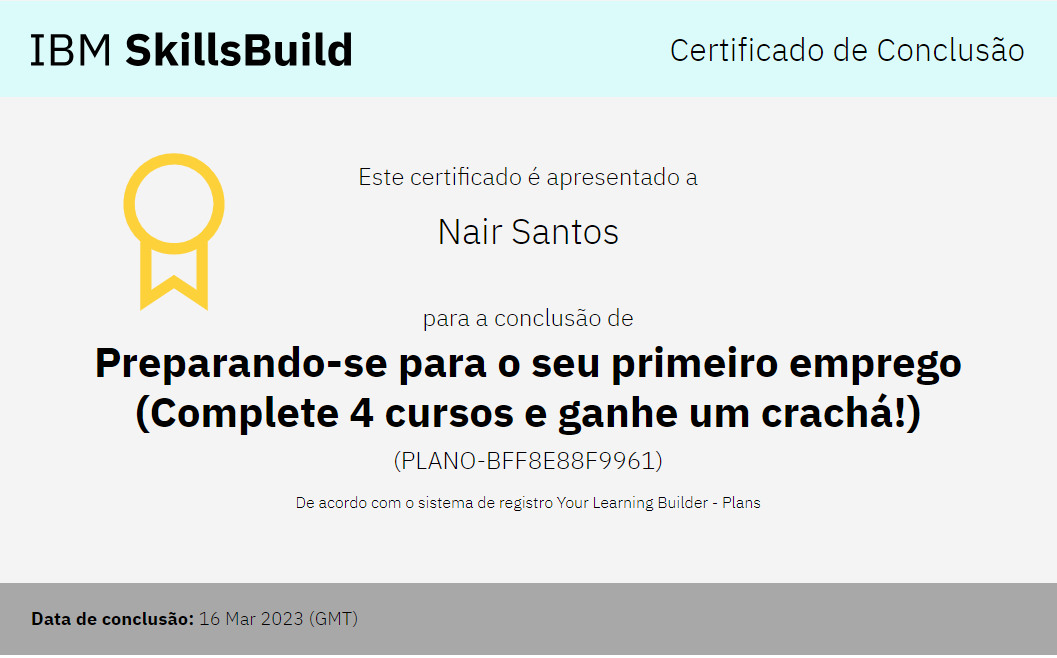 IBM SkillsBuild
Certificado de Conclusão
Este certificado é apresentado a
Nair Santos
para a conclusão de
Preparando-se para o seu primeiro emprego
(Complete 4 cursos e ganhe um crachá!)
(PLANO-BFF8E88F9961)
De acordo com o sistema de registro Your Learning Builder - Plans
Data de conclusão: 16 Mar 2023 (GMT)